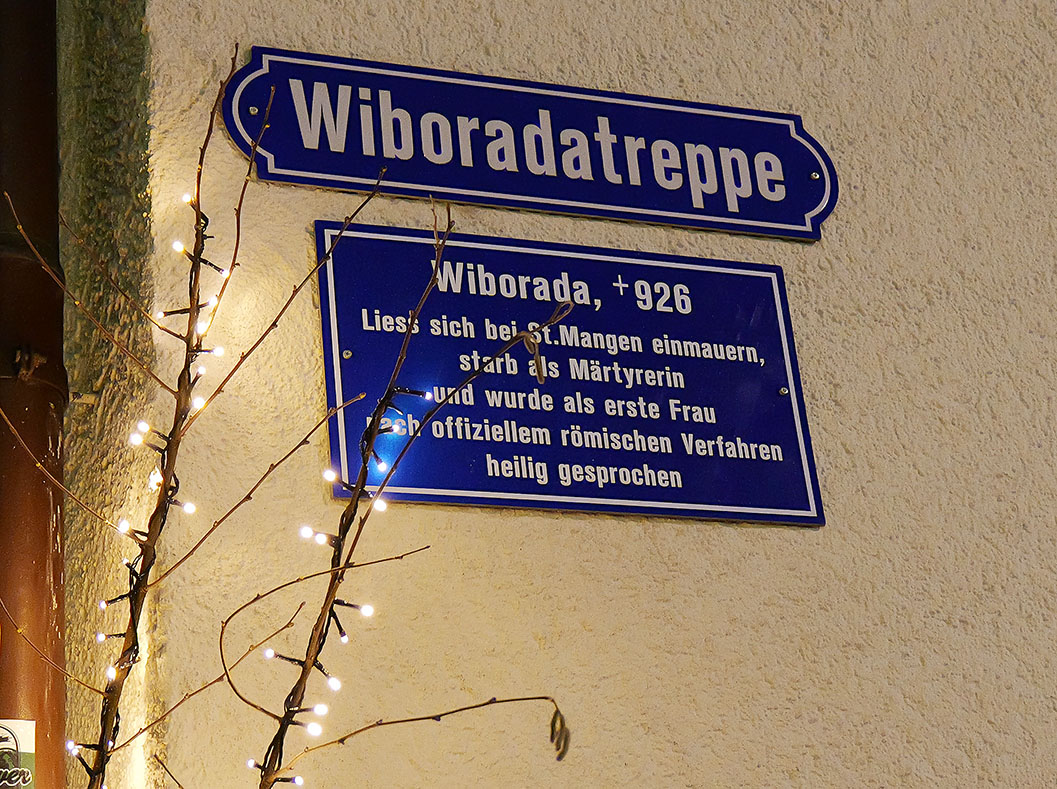 Wiboradatreppe
Wiborada, +926
Liess sich bei St.Mangen einmauern,
starb als Märtyrerin
und wurde als erste Frau
nach offiziellem römischen Verfahren
heilig gesprochen